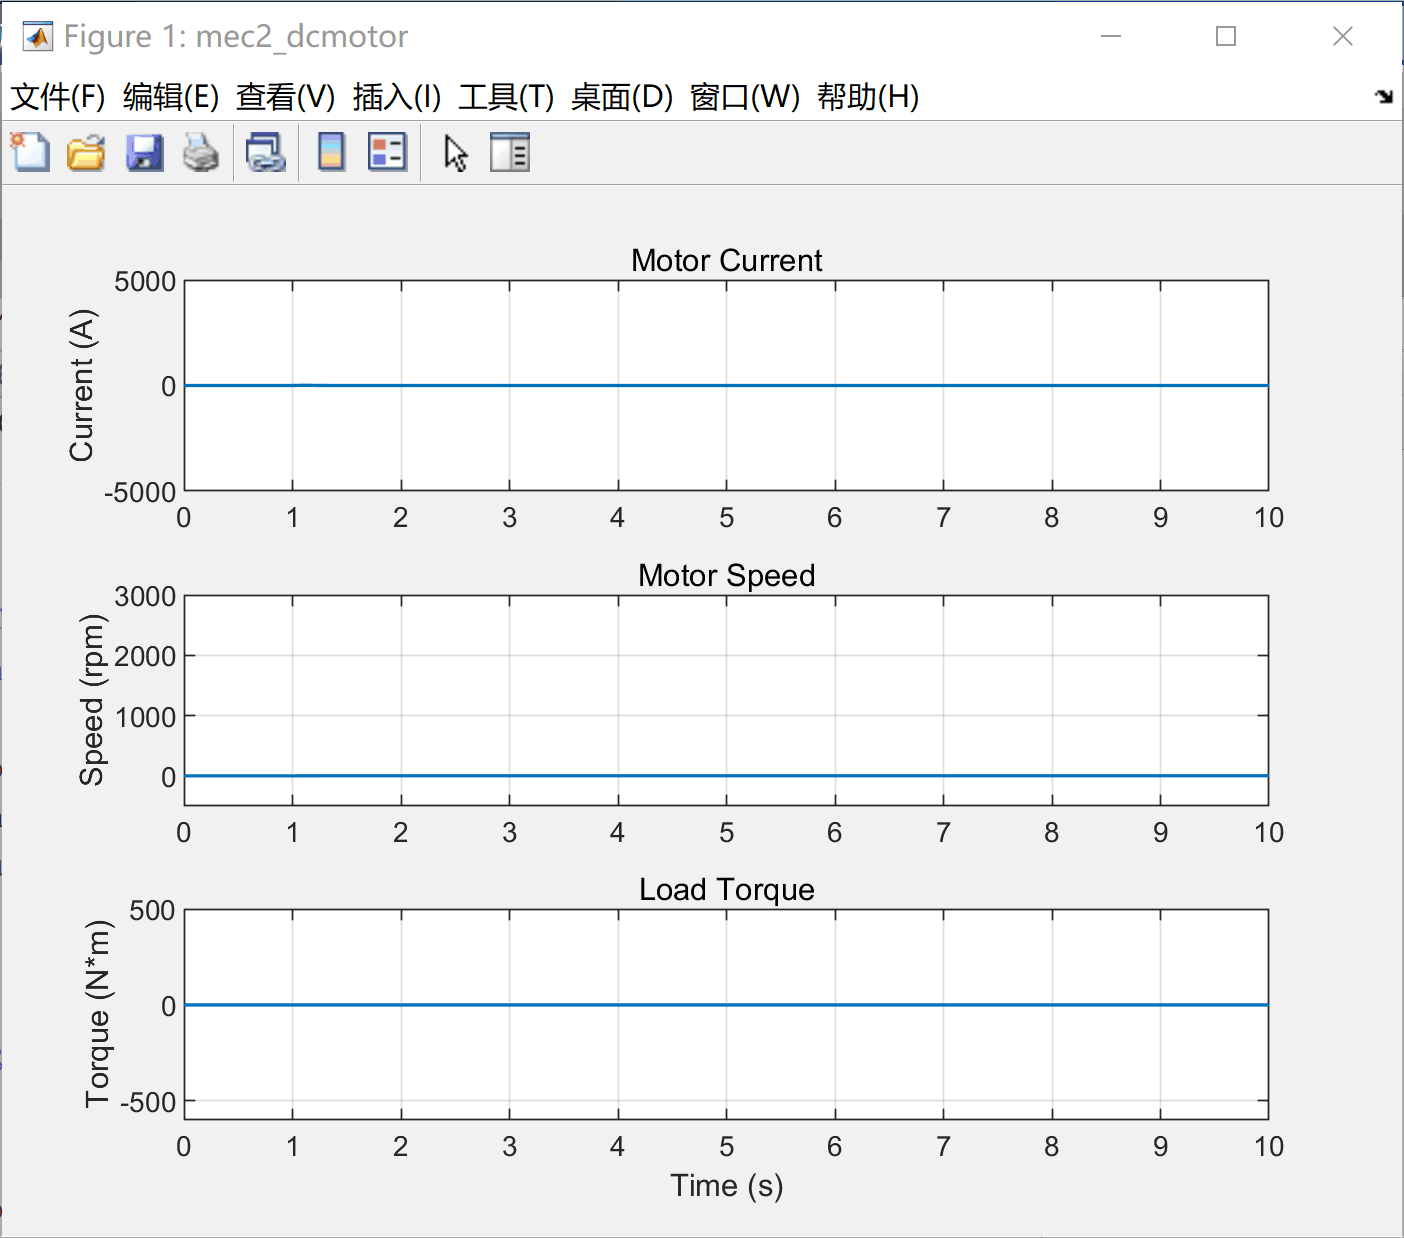 Figure 1: mec2_dcmotor
文件(F) 编辑(E) 查看(V) 插入(I) 工具(T) 桌面(D) 窗口(W) 帮助(H)
Motor Current
Current (A)
5000
0
-5000
0 1 2 3 4 5 6 7 8 9 10
Motor Speed
Speed (rpm)
3000
2000
1000
0
0 1 2 3 4 5 6 7 8 9 10
Load Torque
Torque (N*m)
500
0
-500
0 1 2 3 4 5 6 7 8 9 10
Time (s)